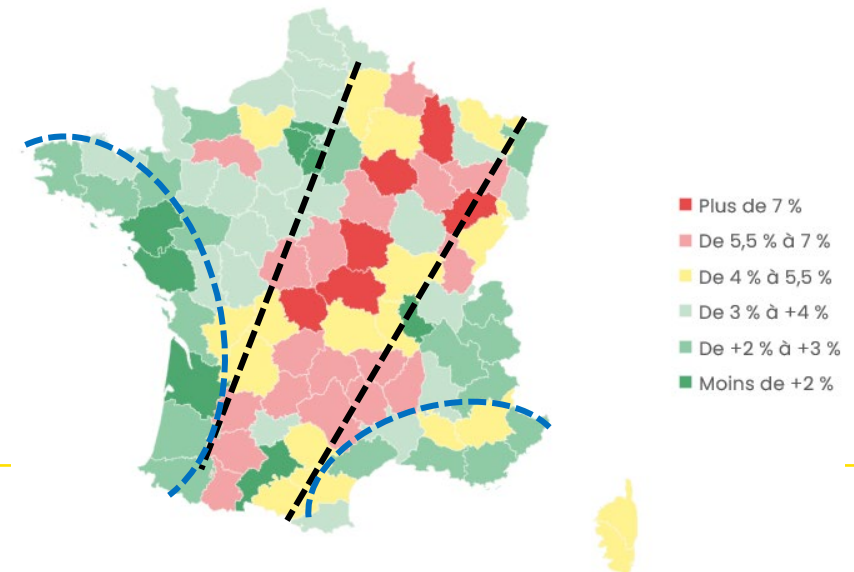 Plus de 7 %
De 5,5 % à 7 %
De 4 % à 5,5 %
De 3 % à +4 %
De +2 % à +3 %
Moins de +2 %